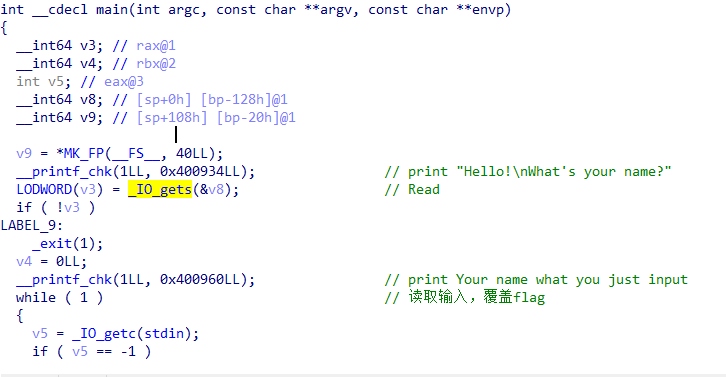 int __cdecl main(int argc, const char **argv, const char **envp)
{
  __int64 v3; // rax@1
  __int64 v4; // rbx@2
  int v5; // eax@3
  __int64 v8; // [sp+0h] [bp-128h]@1
  __int64 v9; // [sp+108h] [bp-20h]@1

  v9 = *MK_FP(__FS__, 40LL);
  __printf_chk(1LL, 0x400934LL);                // print "Hello!\nWhat's your name?"
  LODWORD(v3) = _IO_gets(&v8);                  // Read
  if ( !v3 )
LABEL_9:
    _exit(1);
  v4 = 0LL;
  __printf_chk(1LL, 0x400960LL);                // print Your name what you just input
  while ( 1 )                                   // 读取输入，覆盖flag
  {
    v5 = _IO_getc(stdin);
    if ( v5 == -1 )